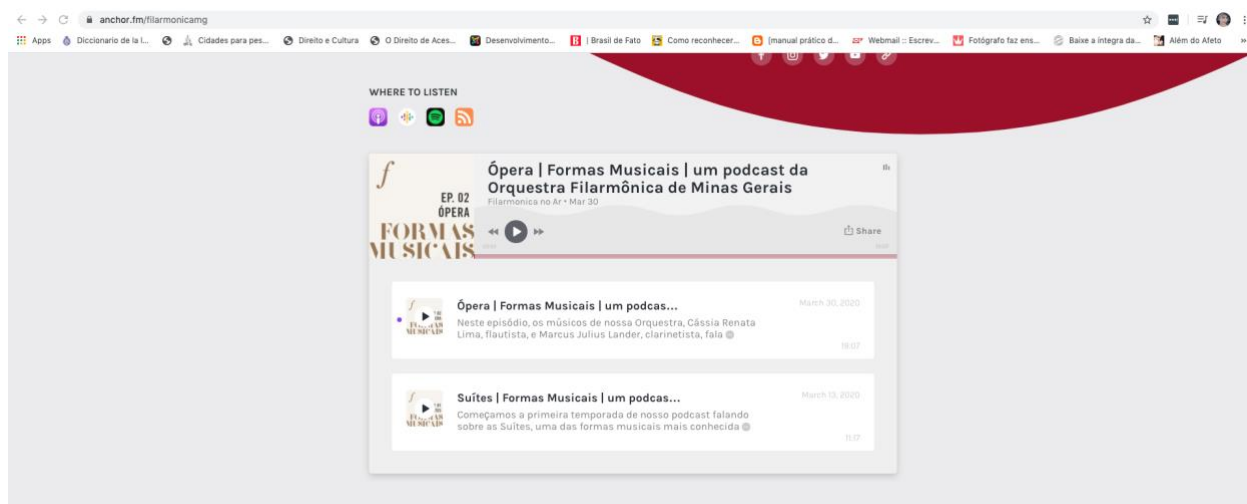 anchor.fm/filarmonicamg
Apps Diccionario de la l... Cidades para pes... Direito e Cultura O Direito de Aces... Desenvolvimento... | Brasil de Fato Como reconhecer... [manual prático d... Webmail :: Escrev... Fotógrafo faz ens... Baixe a íntegra da... Além do Afeto »
WHERE TO LISTEN
f
EP. 02
ÓPERA
FORMAS
MUSICAIS
Ópera | Formas Musicais | um podcast da
Orquestra Filarmônica de Minas Gerais
Filarmonica no Ar • Mar 30
Share
Ópera | Formas Musicais | um podcas...
March 30, 2020
Neste episódio, os músicos de nossa Orquestra, Cássia Renata
Lima, flautista, e Marcus Julius Lander, clarinetista, fala
18:07
Suítes | Formas Musicais | um podcas...
March 13, 2020
Começamos a primeira temporada de nosso podcast falando
sobre as Suítes, uma das formas musicais mais conhecida
11:17